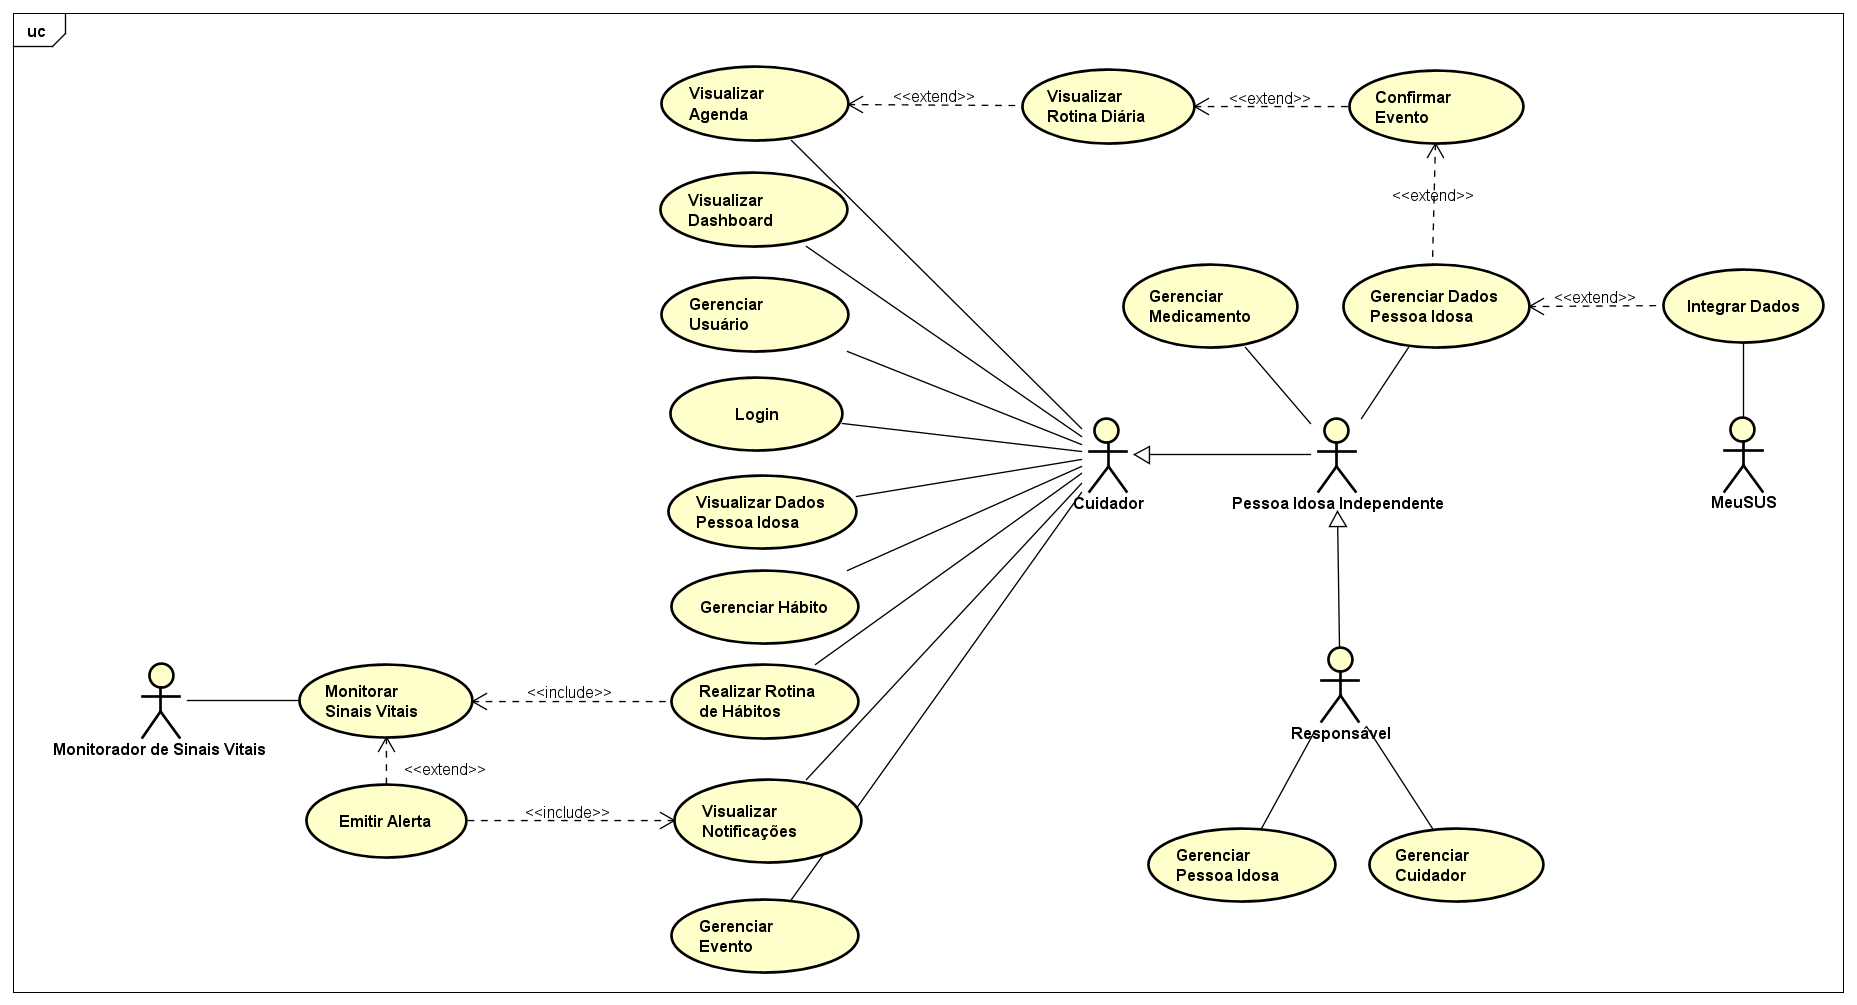 uc
Visualizar
Agenda
<<extend>>
Visualizar
Rotina Diária
<<extend>>
Confirmar
Evento
Visualizar
Dashboard
<<extend>>
Gerenciar
Usuário
Gerenciar
Medicamento
Gerenciar Dados
Pessoa Idosa
<<extend>>
Integrar Dados
Login
Visualizar Dados
Pessoa Idosa
Cuidador
Pessoa Idosa Independente
MeuSUS
Gerenciar Hábito
Monitorador de Sinais Vitais
Monitorar
Sinais Vitais
<<include>>
Realizar Rotina
de Hábitos
Responsável
<<extend>>
Emitir Alerta
<<include>>
Visualizar
Notificações
Gerenciar
Pessoa Idosa
Gerenciar
Cuidador
Gerenciar
Evento